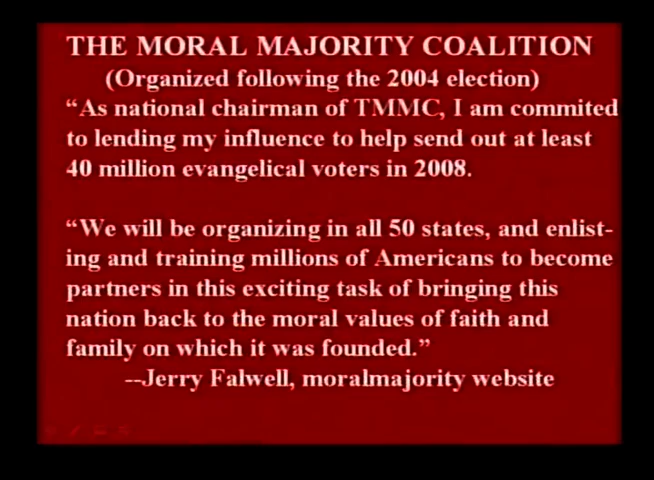 THE MORAL MAJORITY COALITION
(Organized following the 2004 election)
“As national chairman of TMMC, I am commited
to lending my influence to help send out at least
40 million evangelical voters in 2008.
“We will be organizing in all 50 states, and enlist-
ing and training millions of Americans to become
partners in this exciting task of bringing this
nation back to the moral values of faith and
family on which it was founded.”
--Jerry Falwell, moralmajority website